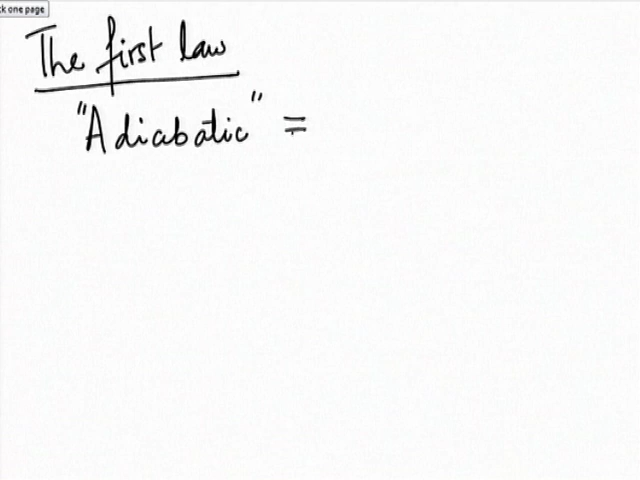 ck one page
The first law
"Adiabatic" =